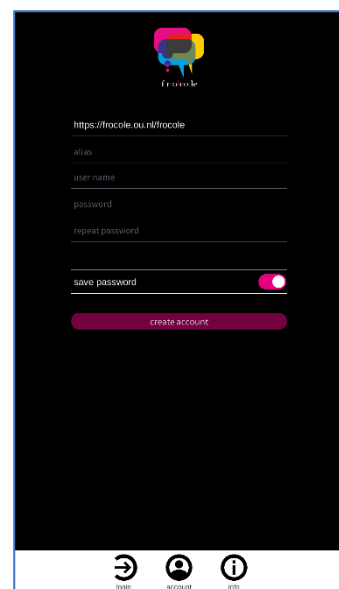 frocole
https://frocole.ou.nl/frocole
alias
user name
password
repeat password
save password
create account
login
account
info